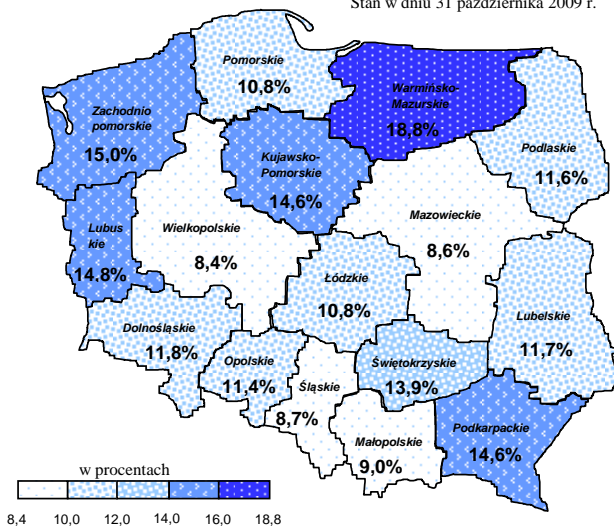 Stan w dniu 31 października 2009 r.
Pomorskie
10,8%
Warmińsko-
Mazurskie
18,8%
Zachodnio
pomorskie
15,0%
Podlaskie
11,6%
Kujawsko-
Pomorskie
14,6%
Mazowieckie
8,6%
Lubus
kie
14,8%
Wielkopolskie
8,4%
Łódzkie
10,8%
Lubelskie
11,7%
Dolnośląskie
11,8%
Opolskie
11,4%
Śląskie
8,7%
Świętokrzyskie
13,9%
Małopolskie
9,0%
Podkarpackie
14,6%
w procentach
8,4 10,0 12,0 14,0 16,0 18,8